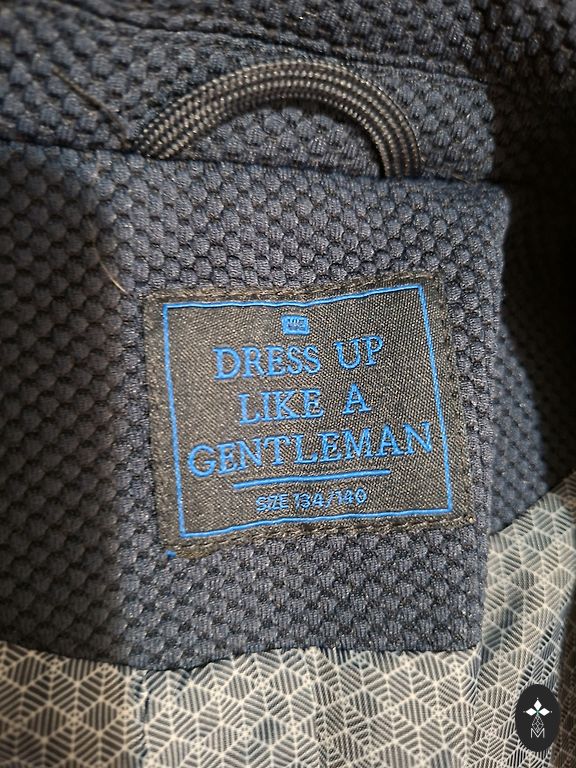 DRESS UP
LIKE A
GENTLEMAN
SIZE 134/140
M